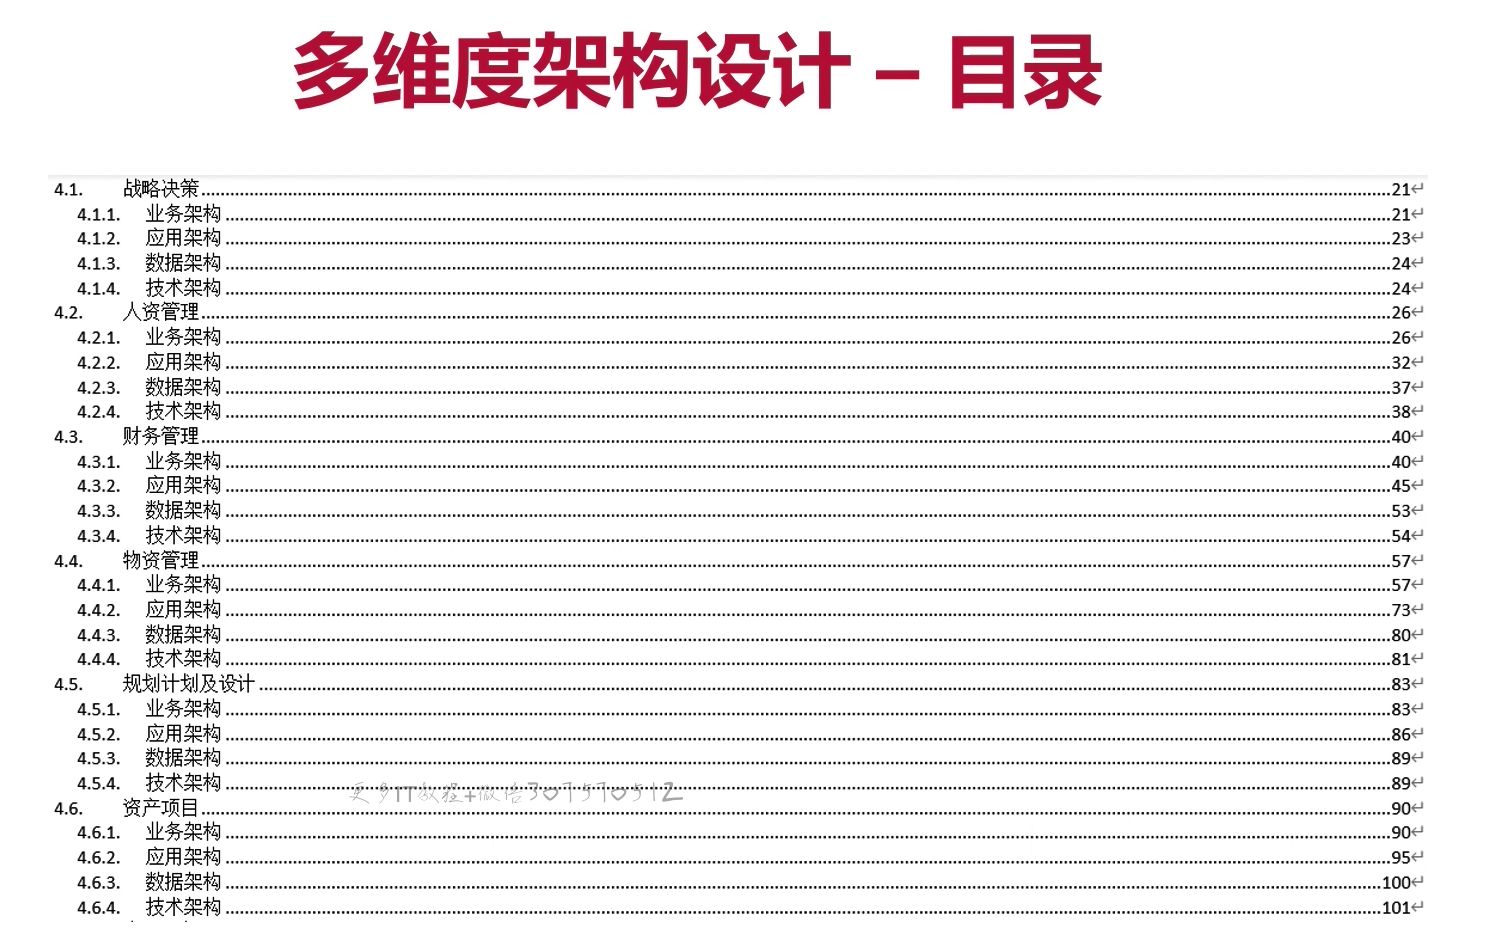 多维度架构设计 – 目录
4.1. 战略决策 21
4.1.1. 业务架构 21
4.1.2. 应用架构 23
4.1.3. 数据架构 24
4.1.4. 技术架构 24
4.2. 人资管理 26
4.2.1. 业务架构 26
4.2.2. 应用架构 32
4.2.3. 数据架构 37
4.2.4. 技术架构 38
4.3. 财务管理 40
4.3.1. 业务架构 40
4.3.2. 应用架构 45
4.3.3. 数据架构 53
4.3.4. 技术架构 54
4.4. 物资管理 57
4.4.1. 业务架构 57
4.4.2. 应用架构 73
4.4.3. 数据架构 80
4.4.4. 技术架构 81
4.5. 规划计划及设计 83
4.5.1. 业务架构 83
4.5.2. 应用架构 86
4.5.3. 数据架构 89
4.5.4. 技术架构 89
更多IT教程+微信307570512
4.6. 资产项目 90
4.6.1. 业务架构 90
4.6.2. 应用架构 95
4.6.3. 数据架构 100
4.6.4. 技术架构 101